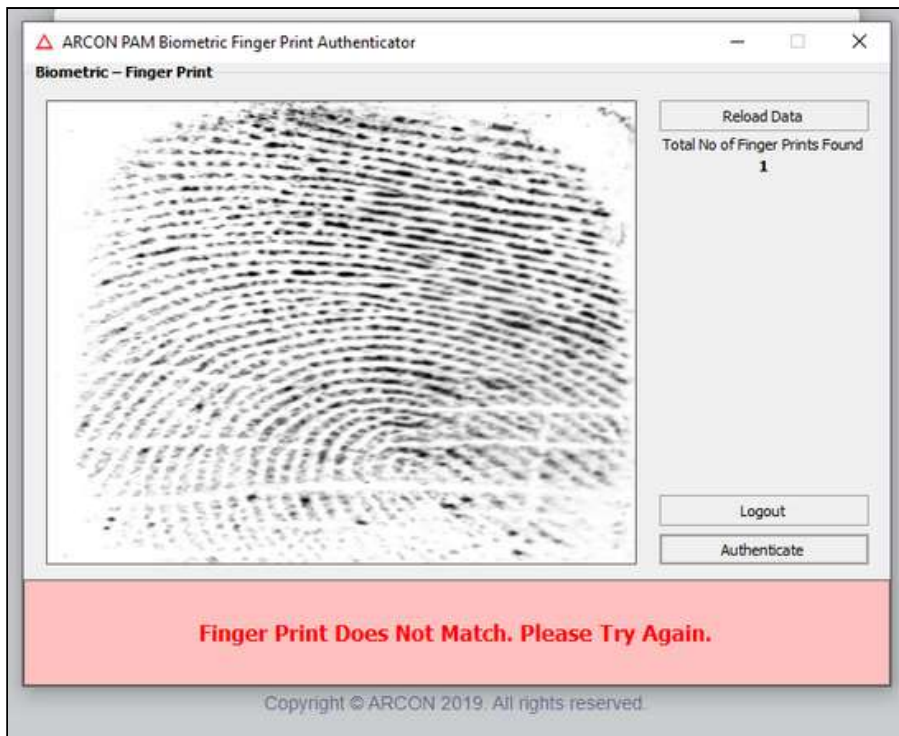 ARCON PAM Biometric Finger Print Authenticator
Biometric – Finger Print
Reload Data
Total No of Finger Prints Found
1
Logout
Authenticate
Finger Print Does Not Match. Please Try Again.
Copyright © ARCON 2019. All rights reserved.